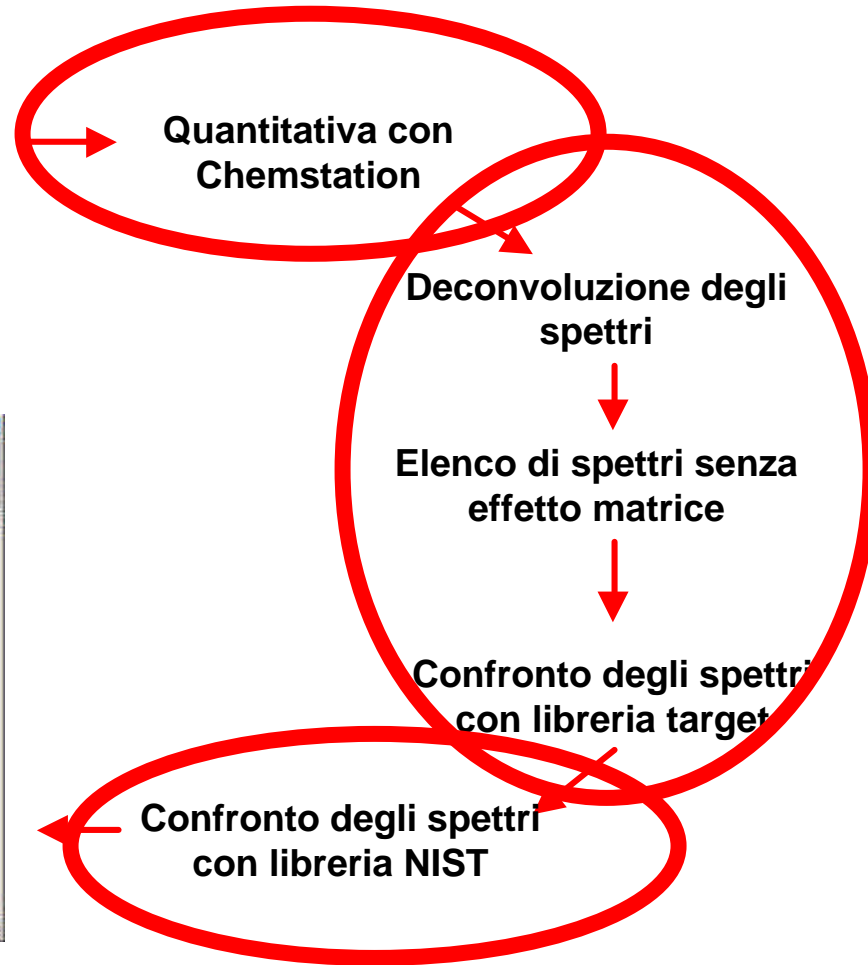 Quantitativa con
Chemstation
Deconvoluzione degli
spettri
Elenco di spettri senza
effetto matrice
Confronto degli spettri
con libreria target
Confronto degli spettri
con libreria NIST